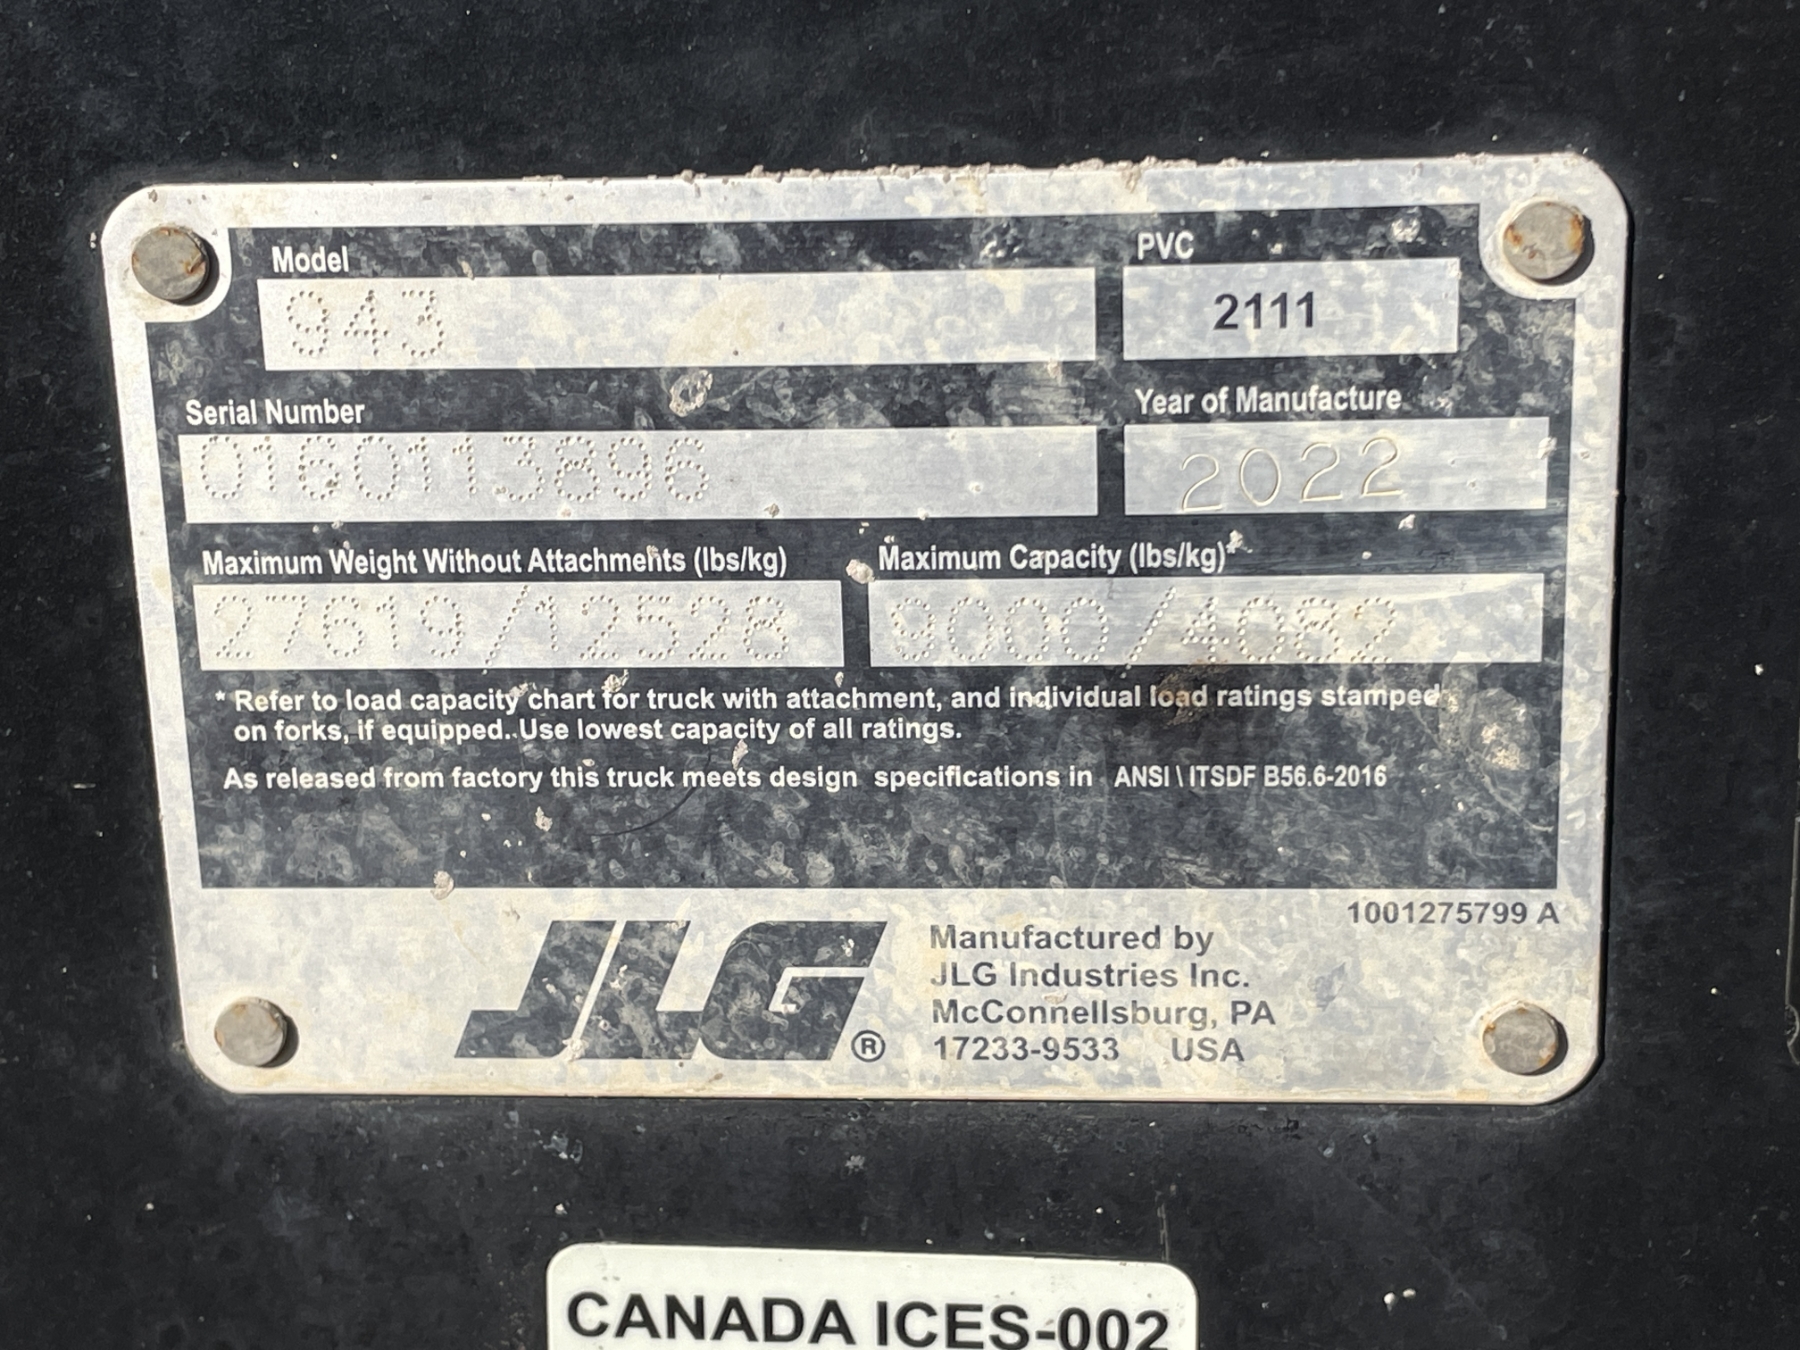 Model
943
PVC
2111
Serial Number
0160113896
Year of Manufacture
2022
Maximum Weight Without Attachments (lbs/kg)
27619/12528
Maximum Capacity (lbs/kg)*
9000/4082
* Refer to load capacity chart for truck with attachment, and individual load ratings stamped
on forks, if equipped. Use lowest capacity of all ratings.
As released from factory this truck meets design specifications in ANSI \ ITSDF B56.6-2016
1001275799 A
JLG®
Manufactured by
JLG Industries Inc.
McConnellsburg, PA
17233-9533 USA
CANADA ICES-002